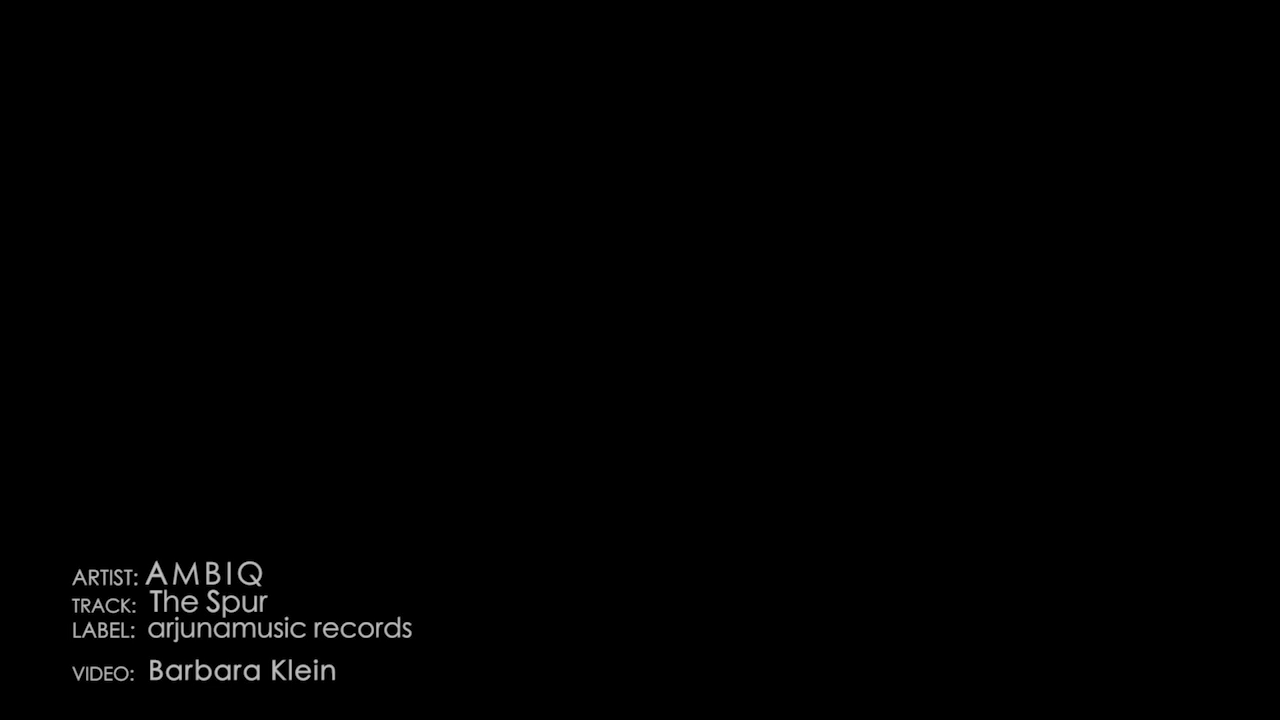 ARTIST: AMBIQ
TRACK: The Spur
LABEL: arjunamusic records
VIDEO: Barbara Klein